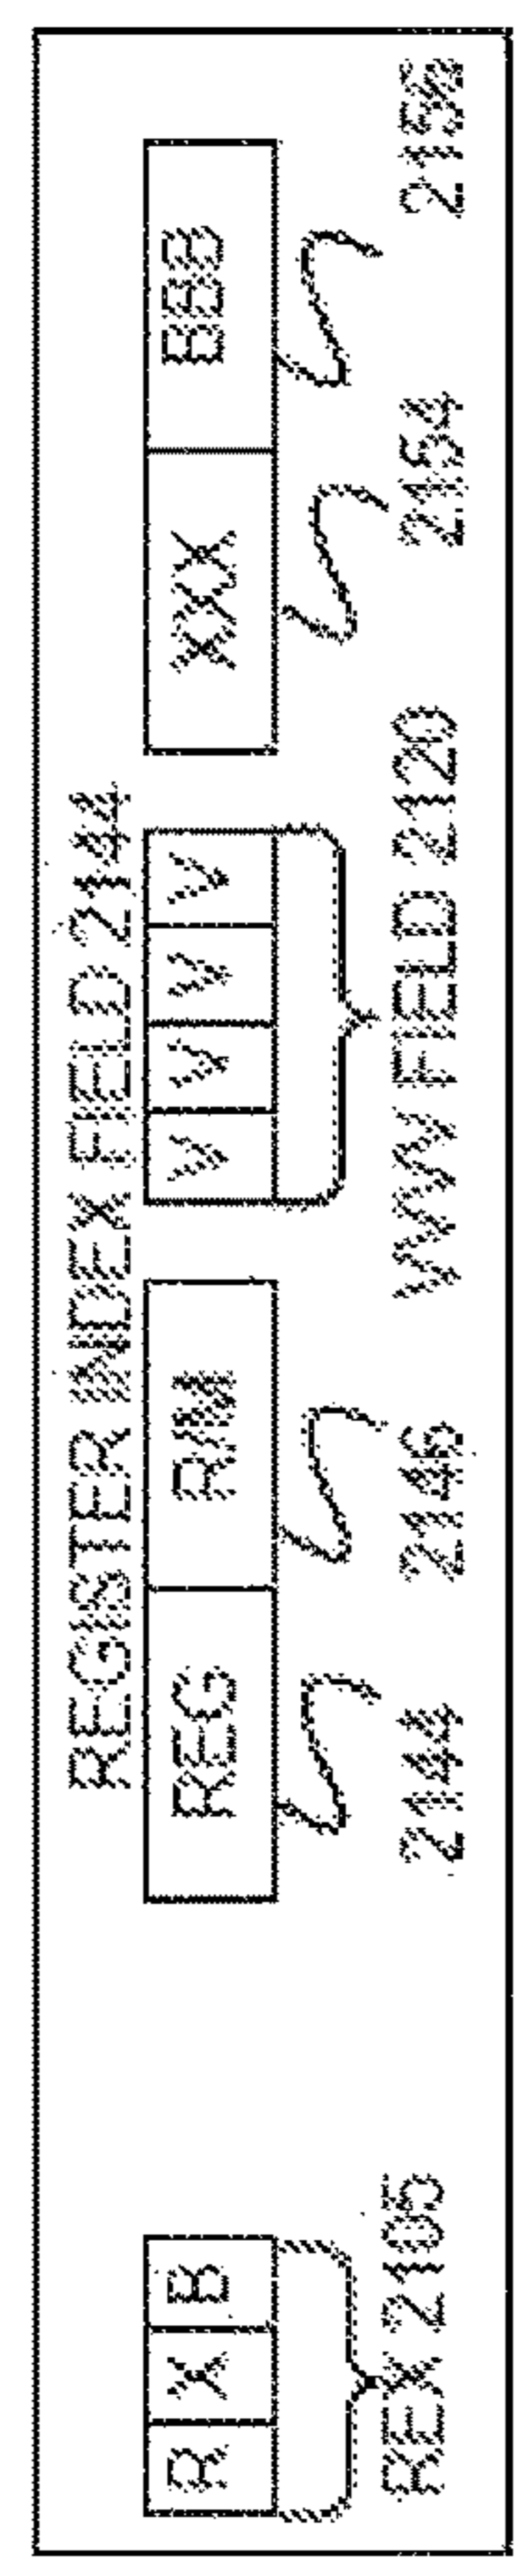 REGISTER INDEX FIELD 2144
R X B
REG R/M
V V V V
XXX BBB
REX 2105
2144
2146
VVVV FIELD 2120
2154
2156